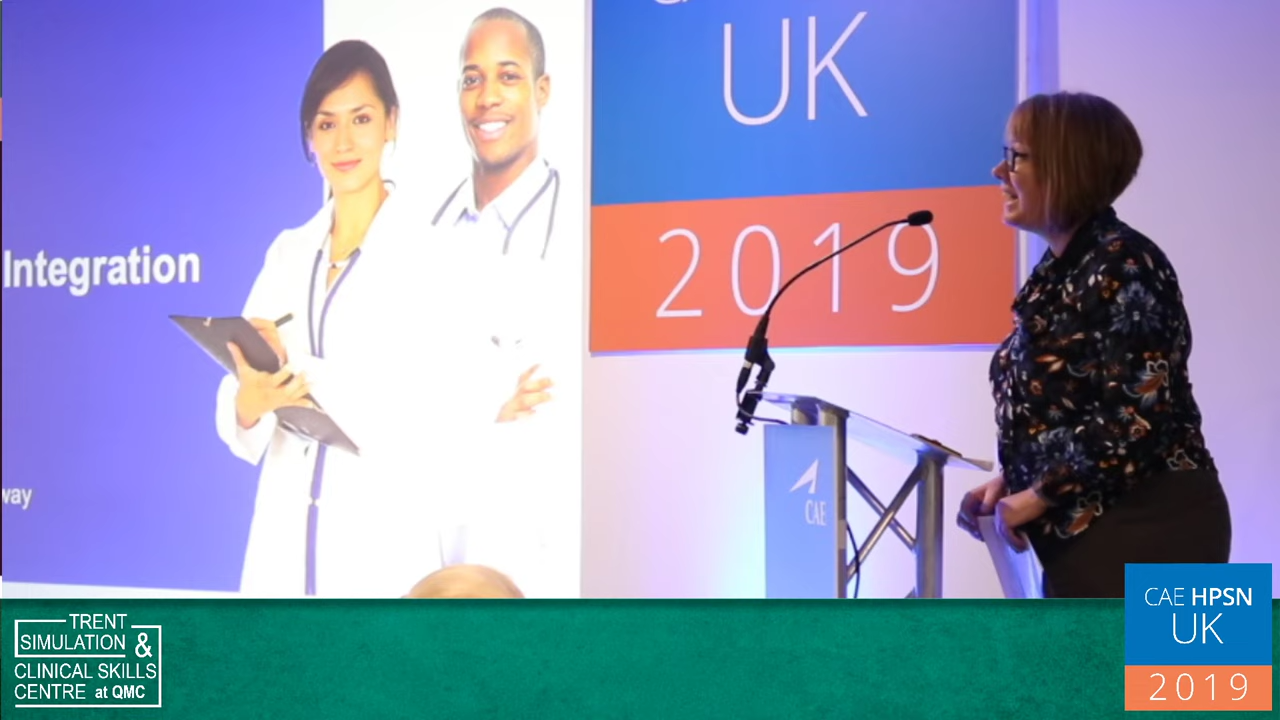 Integration
way
UK
2019
CAE
TRENT
SIMULATION &
CLINICAL SKILLS
CENTRE at QMC
CAE HPSN
UK
2019